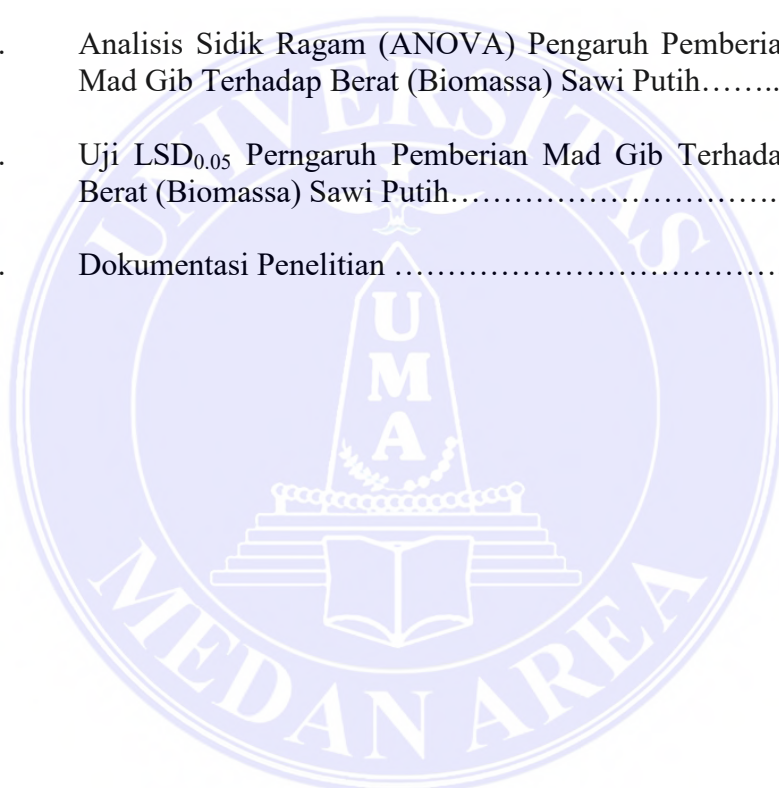 . Analisis Sidik Ragam (ANOVA) Pengaruh Pemberia
Mad Gib Terhadap Berat (Biomassa) Sawi Putih……..
. Uji LSD0.05 Perngaruh Pemberian Mad Gib Terhada
Berat (Biomassa) Sawi Putih………………………….
. Dokumentasi Penelitian ………………………………
UNIVERSITAS
UMA
MEDAN AREA